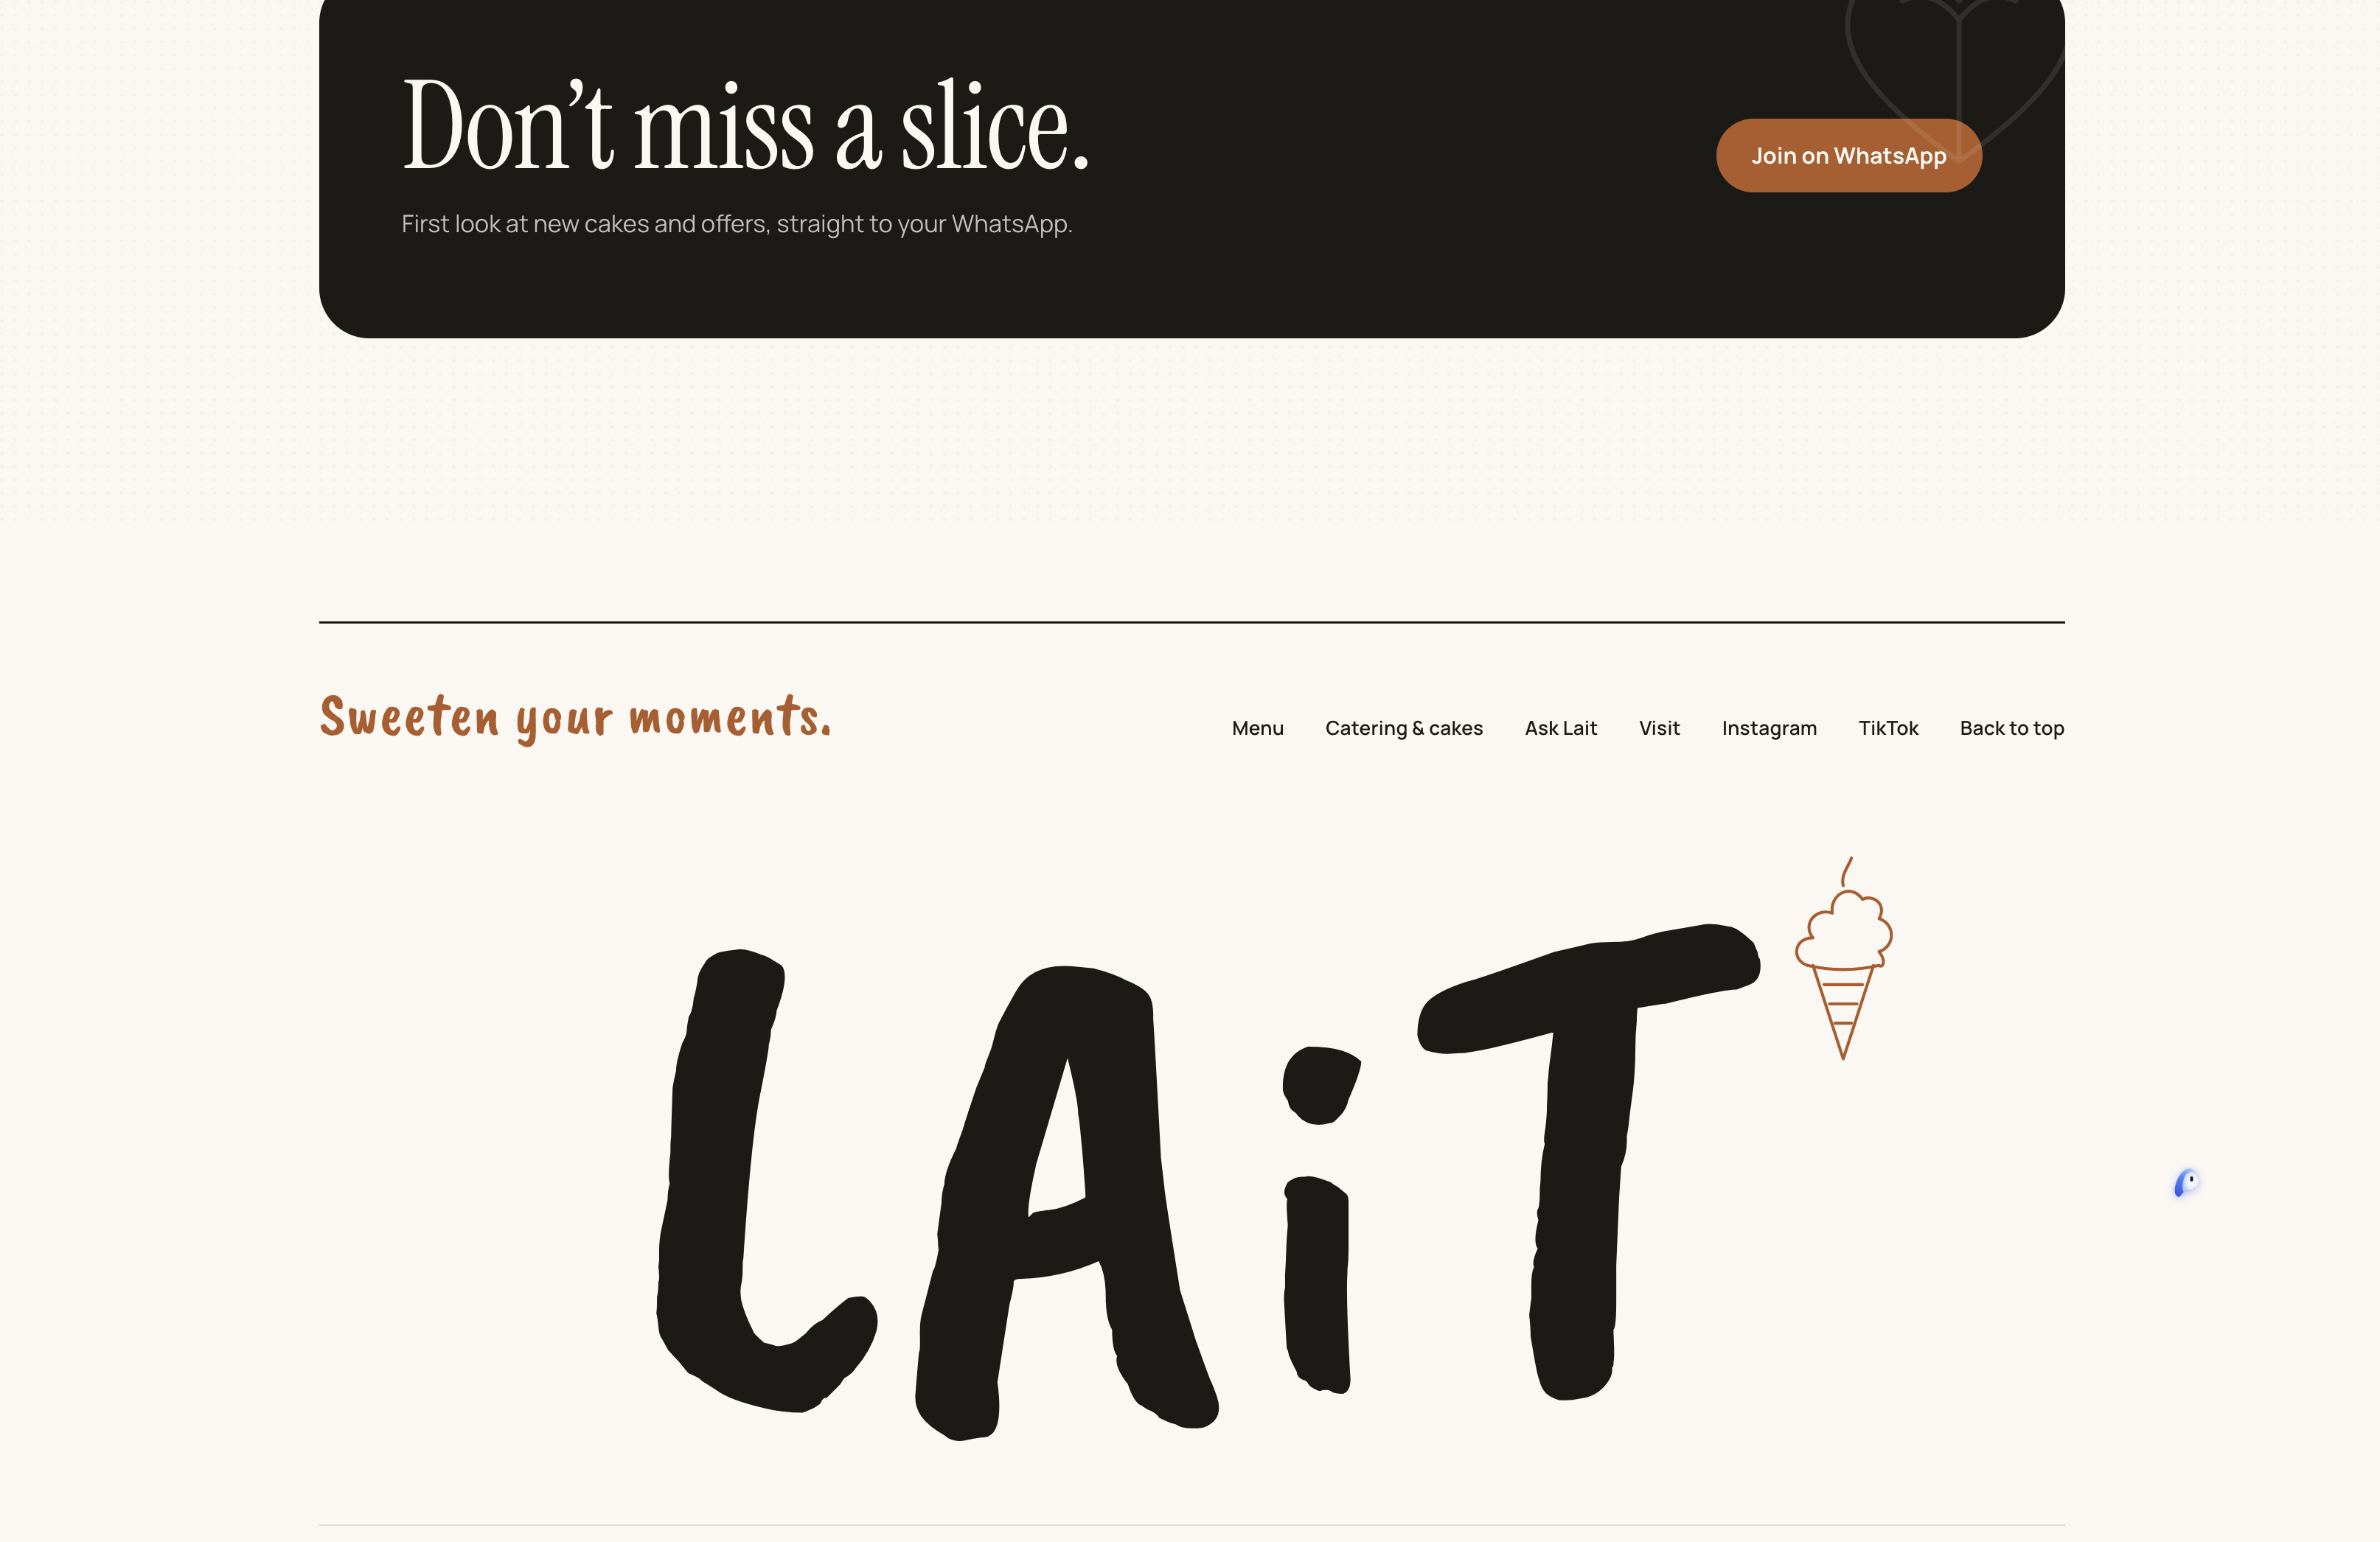 Don’t miss a slice.
First look at new cakes and offers, straight to your WhatsApp.
Join on WhatsApp
Sweeten your moments.
Menu Catering & cakes Ask Lait Visit Instagram TikTok Back to top
LAiT